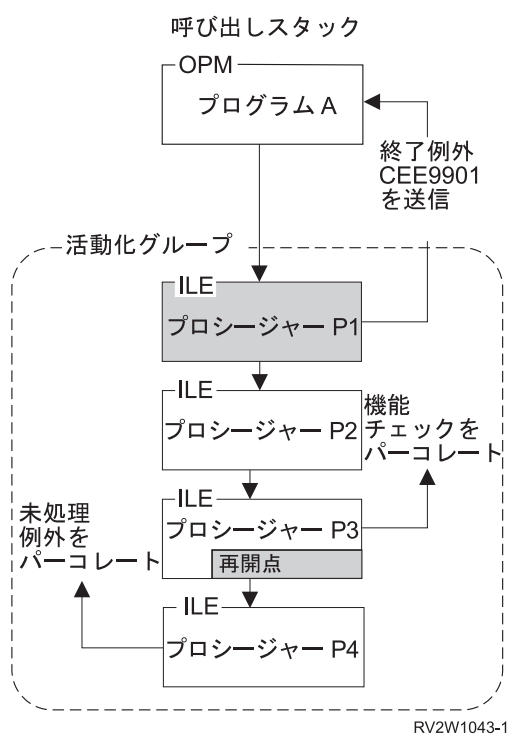 呼び出しスタック
OPM
プログラム A
終了例外
CEE9901
を送信
活動化グループ
ILE
プロシージャー P1
ILE
プロシージャー P2
機能
チェックを
パーコレート
ILE
プロシージャー P3
再開点
未処理
例外を
パーコレート
ILE
プロシージャー P4
RV2W1043-1